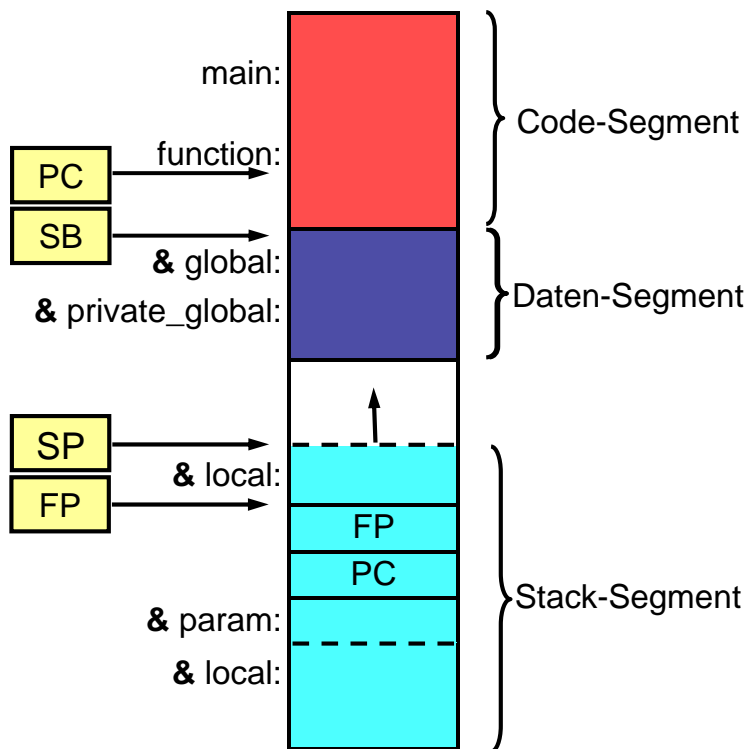 main:
Code-Segment
function:
PC
SB
& global:
Daten-Segment
& private_global:
SP
& local:
FP
FP
PC
Stack-Segment
& param:
& local: